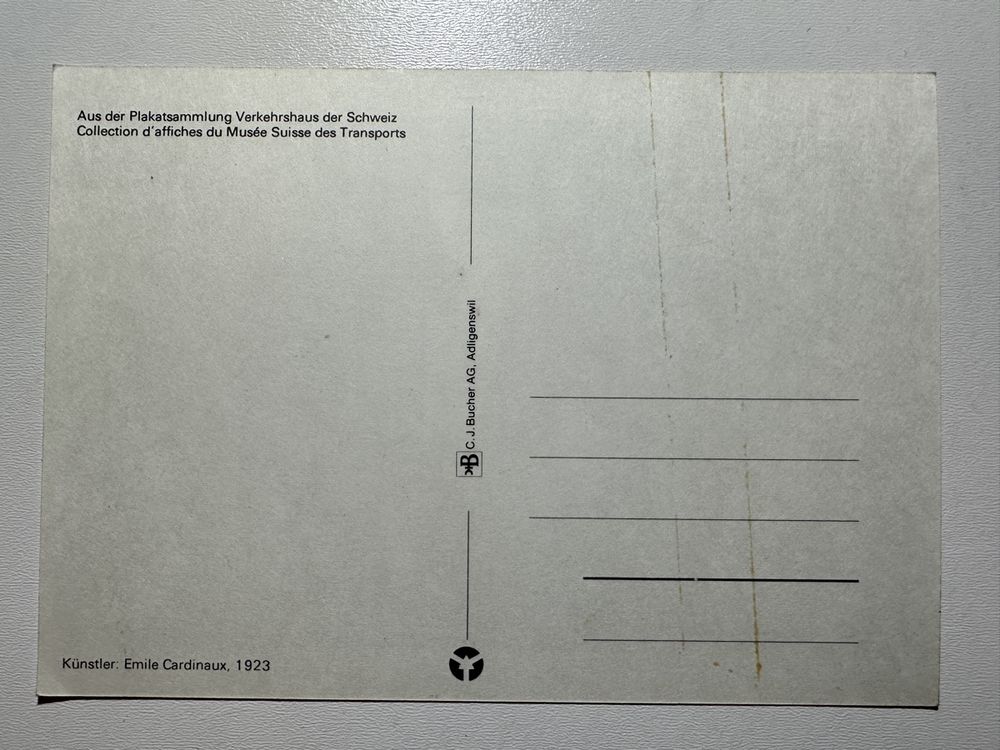 Aus der Plakatsammlung Verkehrshaus der Schweiz
Collection d'affiches du Musée Suisse des Transports
C.J. Bucher AG, Adligenswil
Künstler: Emile Cardinaux, 1923